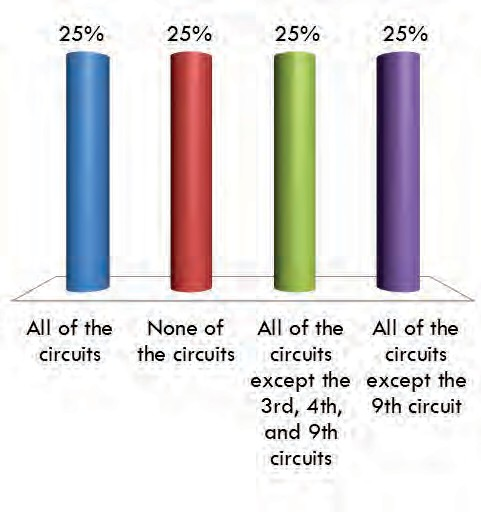 25% 25% 25% 25%
All of the
circuits
None of
the circuits
All of the
circuits
except the
3rd, 4th,
and 9th
circuits
All of the
circuits
except the
9th circuit